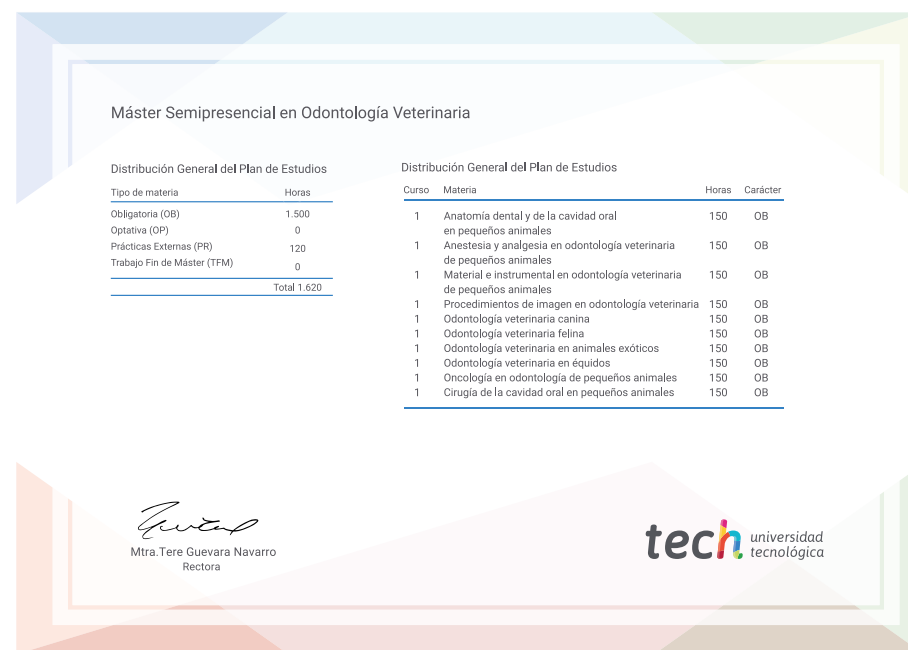 Máster Semipresencial en Odontología Veterinaria
Distribución General del Plan de Estudios
Tipo de materia Horas
Obligatoria (OB) 1.500
Optativa (OP) 0
Prácticas Externas (PR) 120
Trabajo Fin de Máster (TFM) 0
Total 1.620
Distribución General del Plan de Estudios
Curso Materia Horas Carácter
1 Anatomía dental y de la cavidad oral 150 OB
en pequeños animales
1 Anestesia y analgesia en odontología veterinaria 150 OB
de pequeños animales
1 Material e instrumental en odontología veterinaria 150 OB
de pequeños animales
1 Procedimientos de imagen en odontología veterinaria 150 OB
1 Odontología veterinaria canina 150 OB
1 Odontología veterinaria felina 150 OB
1 Odontología veterinaria en animales exóticos 150 OB
1 Odontología veterinaria en équidos 150 OB
1 Oncología en odontología de pequeños animales 150 OB
1 Cirugía de la cavidad oral en pequeños animales 150 OB
Mtra.Tere Guevara Navarro
Rectora
tech universidad
tecnológica